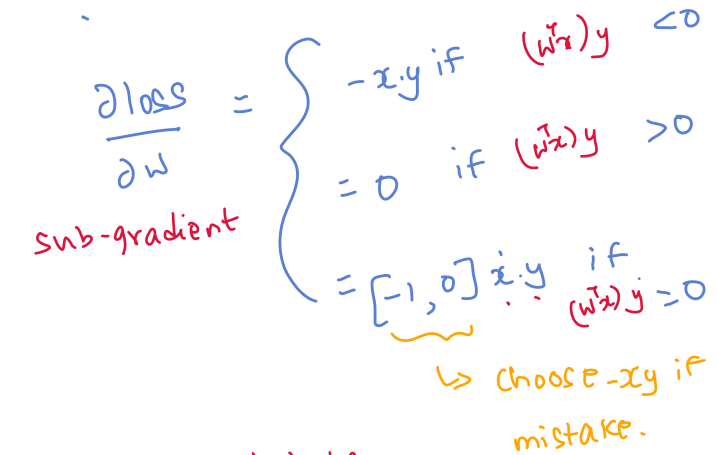 ∂loss/∂w = { -x.y if (wᵀx)y <0
= 0 if (wᵀx)y >0
= [-1, 0] x.y if (wᵀx)y =0
sub-gradient
↳ choose -xy if
mistake.